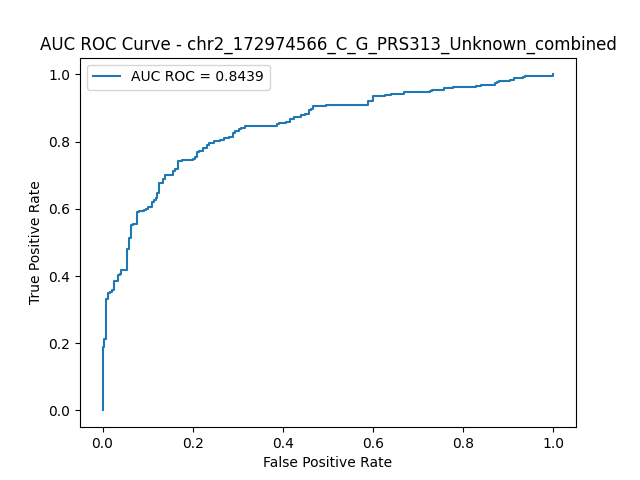 AUC ROC Curve - chr2_172974566_C_G_PRS313_Unknown_combined
AUC ROC = 0.8439
1.0
0.8
0.6
0.4
0.2
0.0
True Positive Rate
0.0 0.2 0.4 0.6 0.8 1.0
False Positive Rate